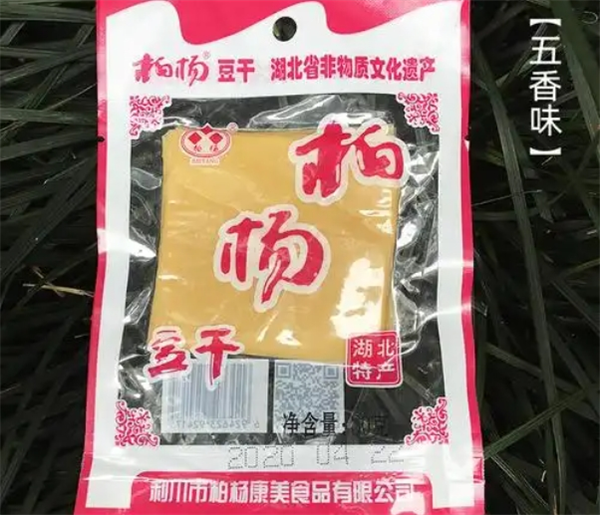 柏杨 豆干 湖北省非物质文化遗产
【五香味】
柏杨
柏
杨
豆干
湖北
特产
净含量
2020 04 22
利川市柏杨康美食品有限公司